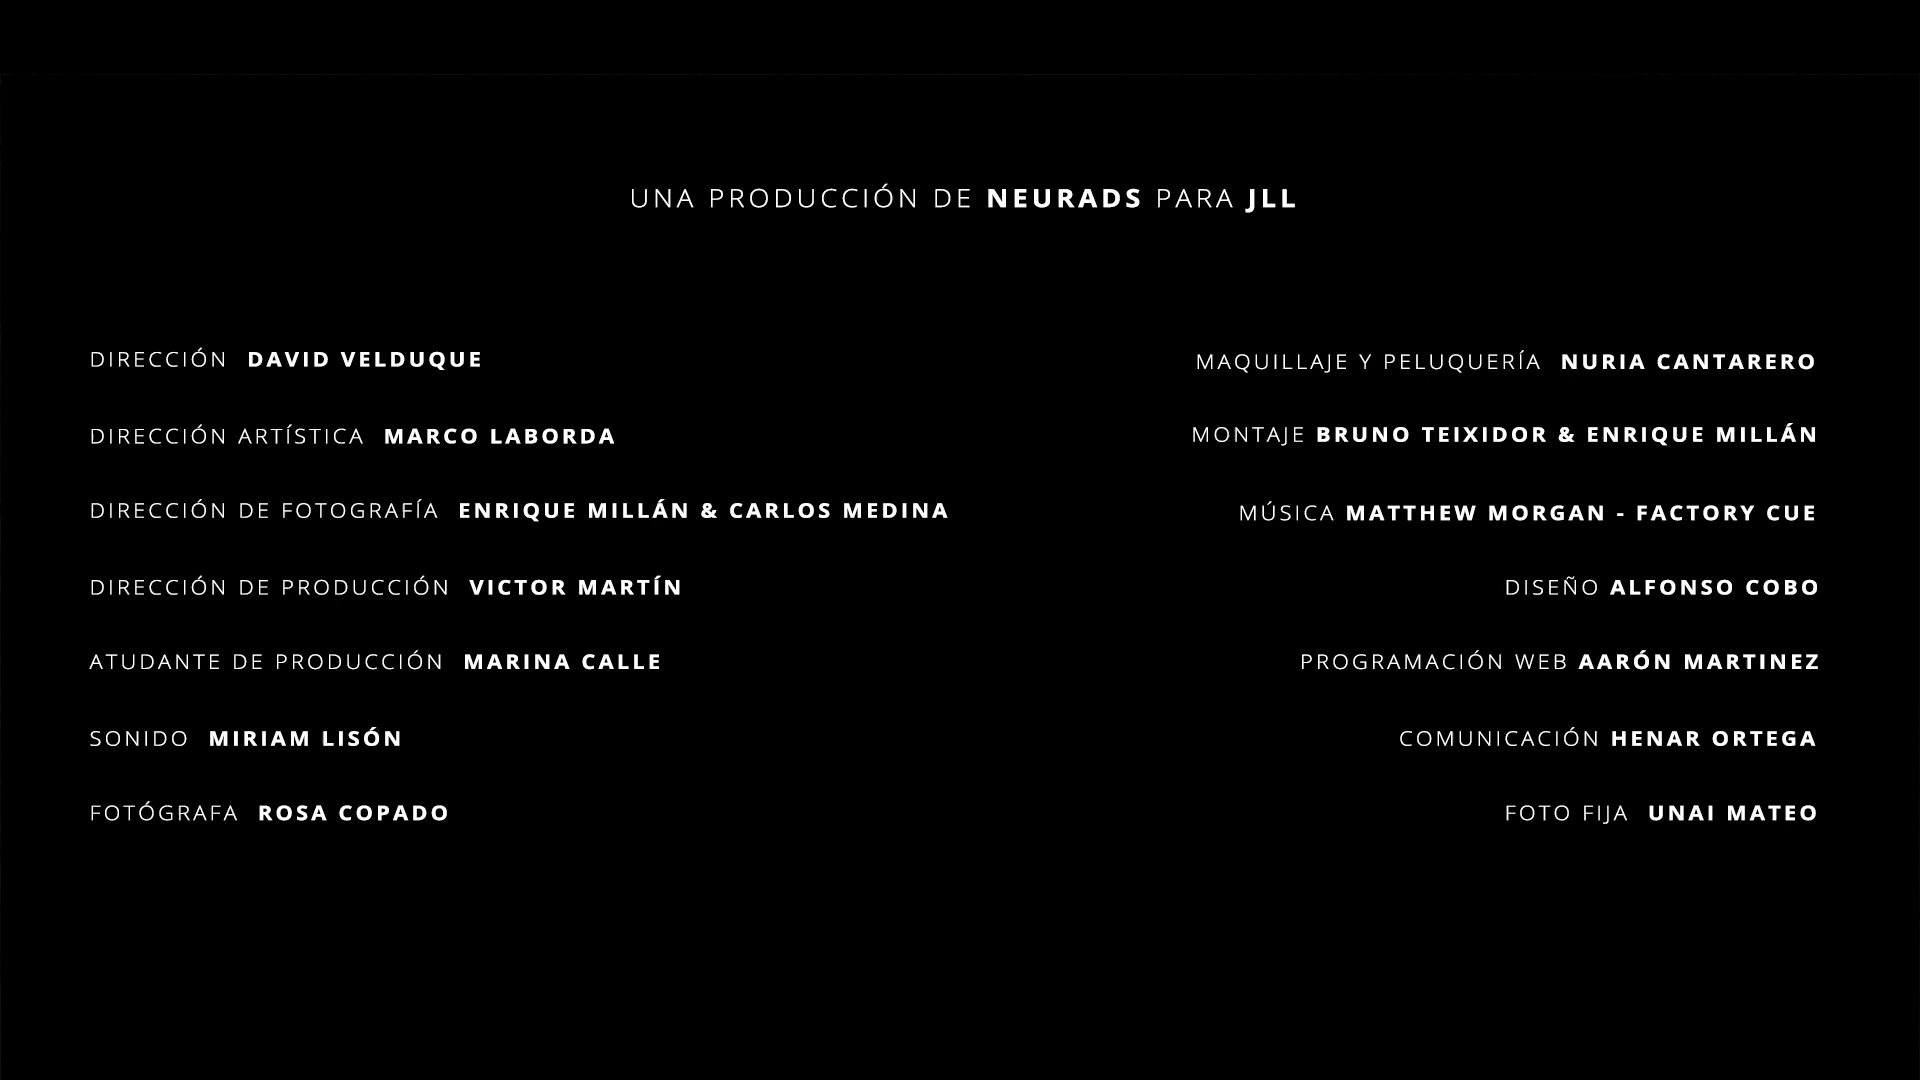 UNA PRODUCCIÓN DE NEURADS PARA JLL
DIRECCIÓN DAVID VELDUQUE
DIRECCIÓN ARTÍSTICA MARCO LABORDA
DIRECCIÓN DE FOTOGRAFÍA ENRIQUE MILLÁN & CARLOS MEDINA
DIRECCIÓN DE PRODUCCIÓN VICTOR MARTÍN
ATUDANTE DE PRODUCCIÓN MARINA CALLE
SONIDO MIRIAM LISÓN
FOTÓGRAFA ROSA COPADO
MAQUILLAJE Y PELUQUERÍA NURIA CANTARERO
MONTAJE BRUNO TEIXIDOR & ENRIQUE MILLÁN
MÚSICA MATTHEW MORGAN - FACTORY CUE
DISEÑO ALFONSO COBO
PROGRAMACIÓN WEB AARÓN MARTINEZ
COMUNICACIÓN HENAR ORTEGA
FOTO FIJA UNAI MATEO